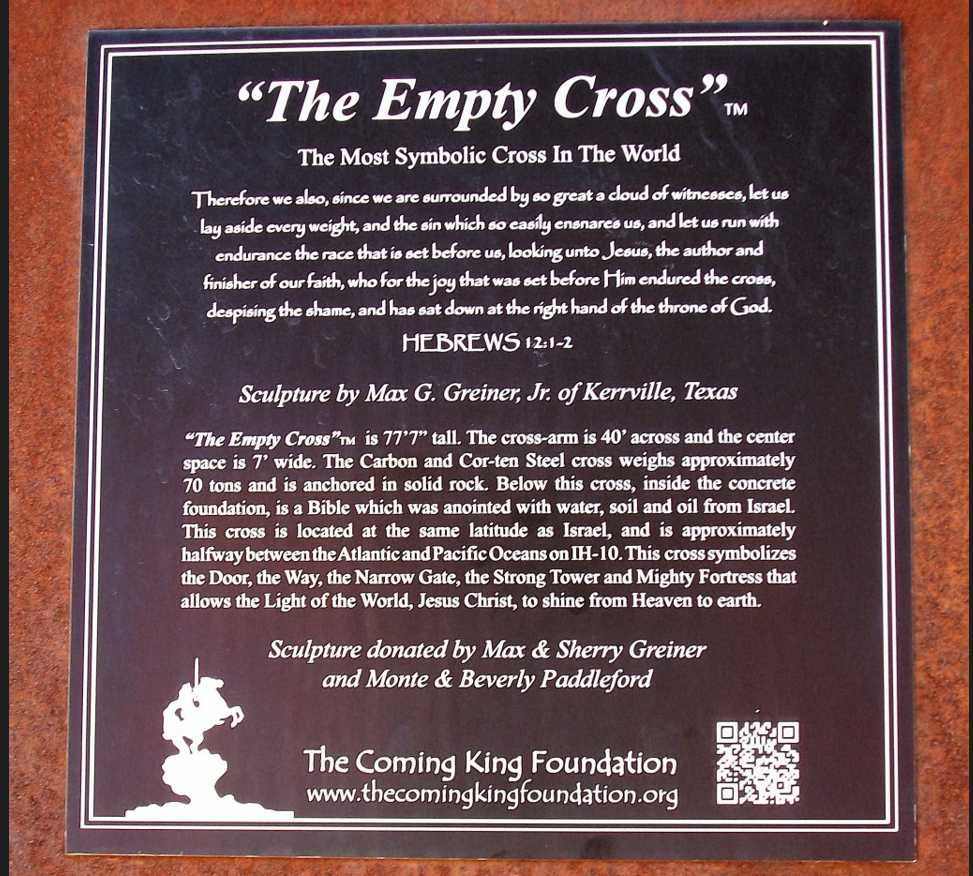 “The Empty Cross”™
The Most Symbolic Cross In The World
Therefore we also, since we are surrounded by so great a cloud of witnesses, let us
lay aside every weight, and the sin which so easily ensnares us, and let us run with
endurance the race that is set before us, looking unto Jesus, the author and
finisher of our faith, who for the joy that was set before Him endured the cross,
despising the shame, and has sat down at the right hand of the throne of God.
HEBREWS 12:1-2
Sculpture by Max G. Greiner, Jr. of Kerrville, Texas
“The Empty Cross”™ is 77’7” tall. The cross-arm is 40’ across and the center
space is 7’ wide. The Carbon and Cor-ten Steel cross weighs approximately
70 tons and is anchored in solid rock. Below this cross, inside the concrete
foundation, is a Bible which was anointed with water, soil and oil from Israel.
This cross is located at the same latitude as Israel, and is approximately
halfway between the Atlantic and Pacific Oceans on IH-10. This cross symbolizes
the Door, the Way, the Narrow Gate, the Strong Tower and Mighty Fortress that
allows the Light of the World, Jesus Christ, to shine from Heaven to earth.
Sculpture donated by Max & Sherry Greiner
and Monte & Beverly Paddleford
The Coming King Foundation
www.thecomingkingfoundation.org